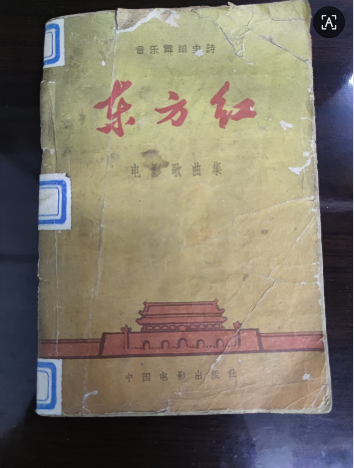 音乐舞蹈史詩
东方红
电影歌曲集
中国电影出版社